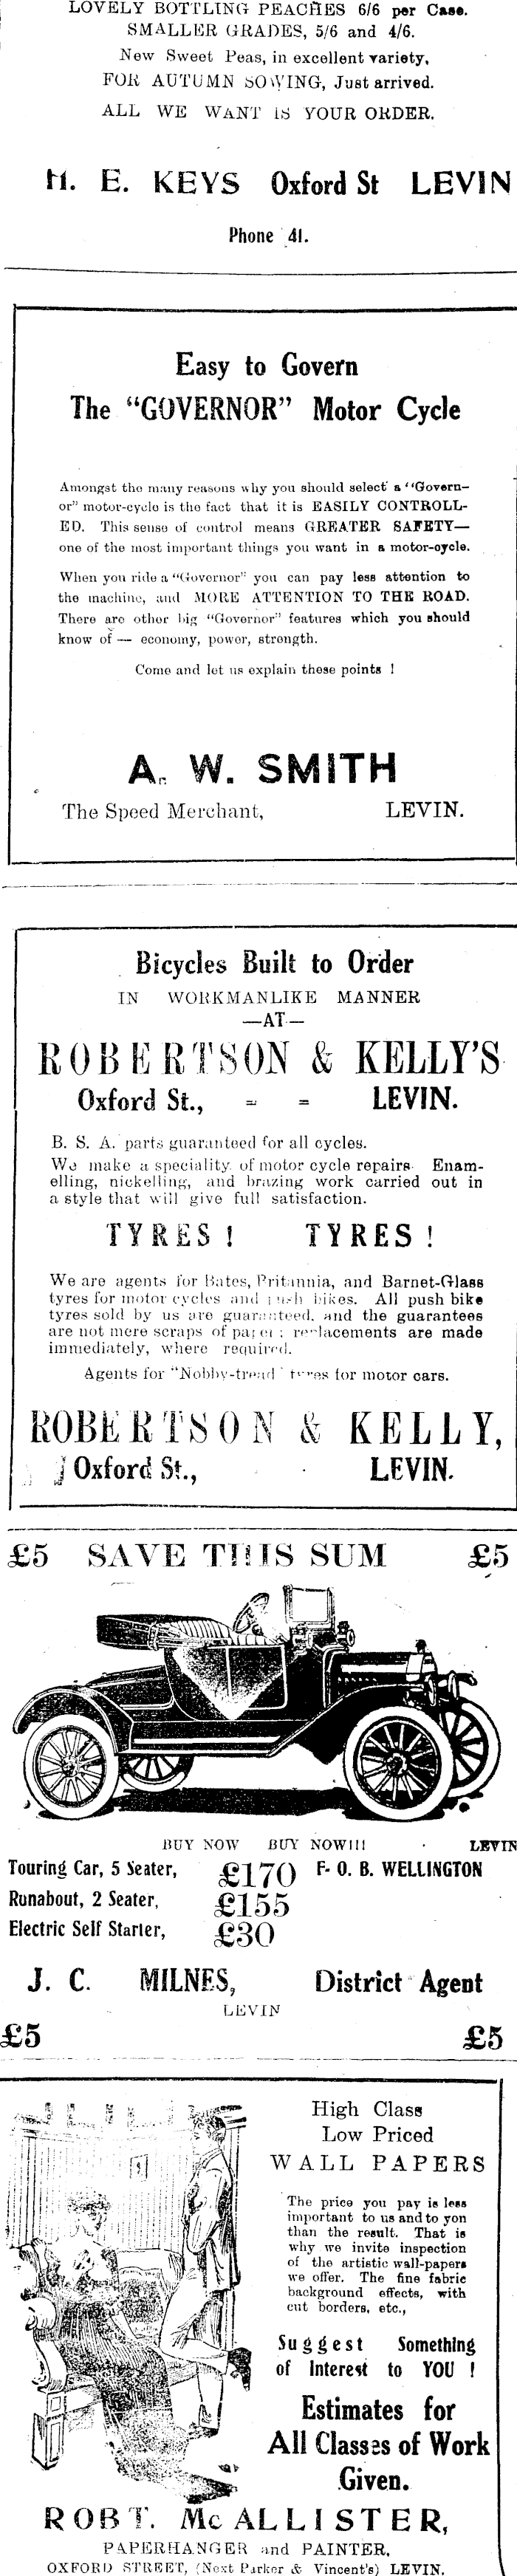 LOVELY BOTTLING PEACHES 6/6 per Case.
SMALLER GRADES, 5/6 and 4/6.
New Sweet Peas, in excellent variety,
FOR AUTUMN SOWING, Just arrived.
ALL WE WANT IS YOUR ORDER.
H. E. KEYS Oxford St LEVIN
Phone 41.
Easy to Govern
The "GOVERNOR" Motor Cycle
Amongst the many reasons why you should select a "Govern-
or" motor-cycle is the fact that it is EASILY CONTROLL-
ED. This sense of control means GREATER SAFETY—
one of the most important things you want in a motor-cycle.
When you ride a "Governor" you can pay less attention to
the machine, and MORE ATTENTION TO THE ROAD.
There are other big "Governor" features which you should
know of — economy, power, strength.
Come and let us explain these points !
A. W. SMITH
The Speed Merchant, LEVIN.
Bicycles Built to Order
IN WORKMANLIKE MANNER
—AT—
ROBERTSON & KELLY'S
Oxford St., = = LEVIN.
B. S. A. parts guaranteed for all cycles.
We make a speciality of motor cycle repairs. Enam-
elling, nickelling, and brazing work carried out in
a style that will give full satisfaction.
TYRES ! TYRES !
We are agents for Bates, Britannia, and Barnet-Glass
tyres for motor cycles and push bikes. All push bike
tyres sold by us are guaranteed, and the guarantees
are not mere scraps of paper ; replacements are made
immediately, where required.
Agents for "Nobby-tread" tyres for motor cars.
ROBERTSON & KELLY,
Oxford St., LEVIN.
£5 SAVE THIS SUM £5
BUY NOW BUY NOW!!! LEVIN
Touring Car, 5 Seater, £170 F. O. B. WELLINGTON
Runabout, 2 Seater, £155
Electric Self Starter, £30
J. C. MILNES, District Agent
LEVIN
£5 £5
High Class
Low Priced
WALL PAPERS
The price you pay is less
important to us and to yon
than the result. That is
why we invite inspection
of the artistic wall-papers
we offer. The fine fabric
background effects, with
cut borders, etc.,
Suggest Something
of Interest to YOU !
Estimates for
All Classes of Work
Given.
ROBT. McALLISTER,
PAPERHANGER and PAINTER,
OXFORD STREET, (Next Parker & Vincent's) LEVIN.